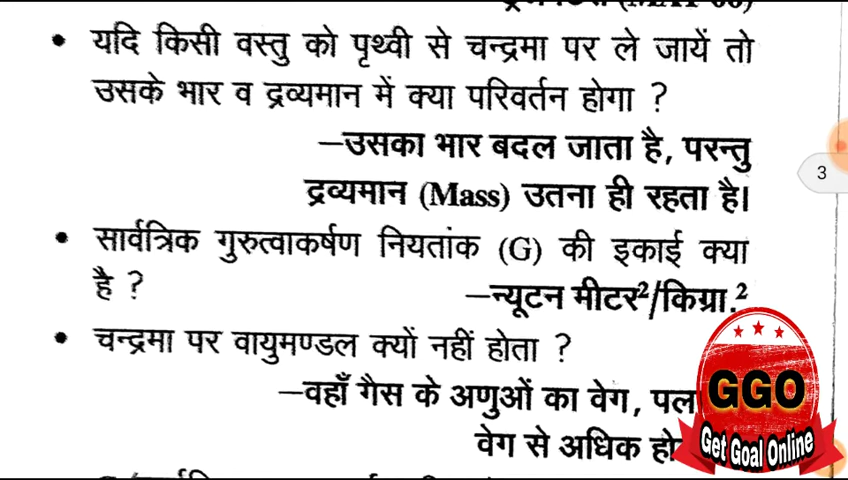 • यदि किसी वस्तु को पृथ्वी से चन्द्रमा पर ले जायें तो
उसके भार व द्रव्यमान में क्या परिवर्तन होगा ?
–उसका भार बदल जाता है, परन्तु
द्रव्यमान (Mass) उतना ही रहता है।
3
• सार्वत्रिक गुरुत्वाकर्षण नियतांक (G) की इकाई क्या
है ?
–न्यूटन मीटर²/किग्रा.²
• चन्द्रमा पर वायुमण्डल क्यों नहीं होता ?
–वहाँ गैस के अणुओं का वेग,
वेग से अधिक
GGO
Get Goal Online